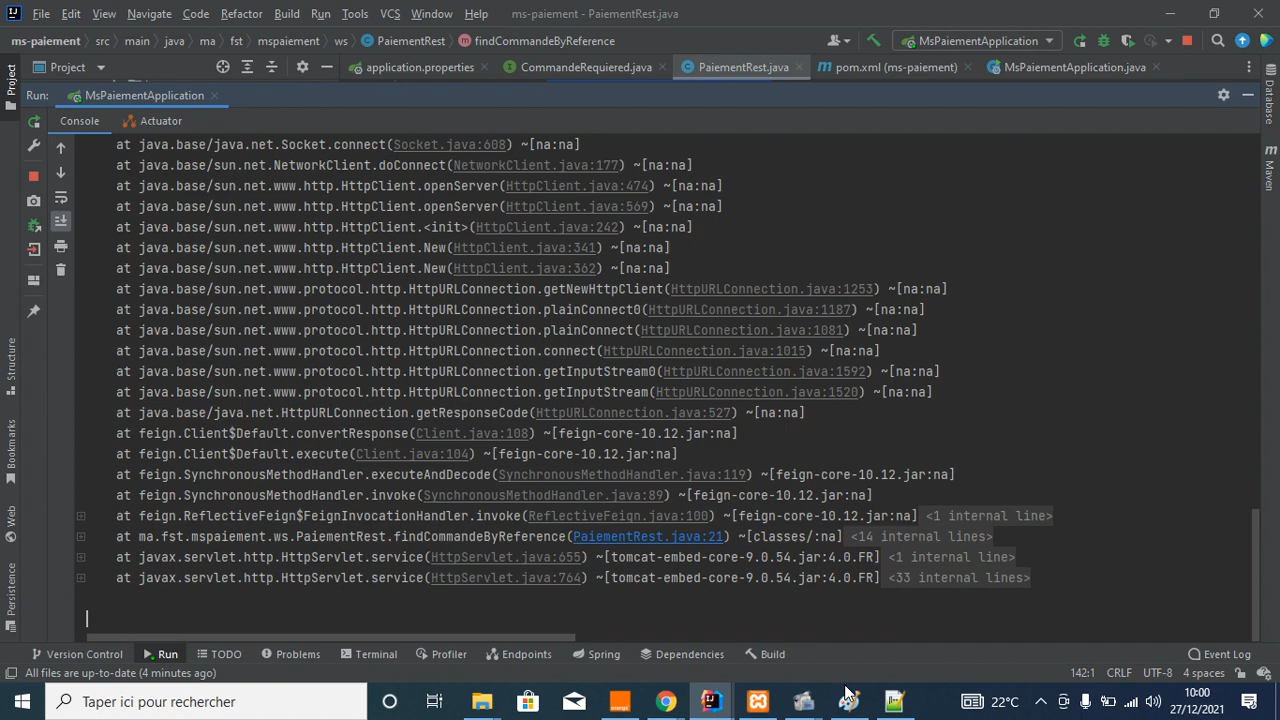 File Edit View Navigate Code Refactor Build Run Tools VCS Window Help ms-paiement - PaiementRest.java
ms-paiement src main java ma fst mspaiement ws PaiementRest findCommandeByReference MsPaiementApplication
Project application.properties CommandeRequiered.java PaiementRest.java pom.xml (ms-paiement) MsPaiementApplication.java
Run: MsPaiementApplication
Console Actuator
at java.base/java.net.Socket.connect(Socket.java:608) ~[na:na]
at java.base/sun.net.NetworkClient.doConnect(NetworkClient.java:177) ~[na:na]
at java.base/sun.net.www.http.HttpClient.openServer(HttpClient.java:474) ~[na:na]
at java.base/sun.net.www.http.HttpClient.openServer(HttpClient.java:569) ~[na:na]
at java.base/sun.net.www.http.HttpClient.<init>(HttpClient.java:242) ~[na:na]
at java.base/sun.net.www.http.HttpClient.New(HttpClient.java:341) ~[na:na]
at java.base/sun.net.www.http.HttpClient.New(HttpClient.java:362) ~[na:na]
at java.base/sun.net.www.protocol.http.HttpURLConnection.getNewHttpClient(HttpURLConnection.java:1253) ~[na:na]
at java.base/sun.net.www.protocol.http.HttpURLConnection.plainConnect0(HttpURLConnection.java:1187) ~[na:na]
at java.base/sun.net.www.protocol.http.HttpURLConnection.plainConnect(HttpURLConnection.java:1081) ~[na:na]
at java.base/sun.net.www.protocol.http.HttpURLConnection.connect(HttpURLConnection.java:1015) ~[na:na]
at java.base/sun.net.www.protocol.http.HttpURLConnection.getInputStream0(HttpURLConnection.java:1592) ~[na:na]
at java.base/sun.net.www.protocol.http.HttpURLConnection.getInputStream(HttpURLConnection.java:1520) ~[na:na]
at java.base/java.net.HttpURLConnection.getResponseCode(HttpURLConnection.java:527) ~[na:na]
at feign.Client$Default.convertResponse(Client.java:108) ~[feign-core-10.12.jar:na]
at feign.Client$Default.execute(Client.java:104) ~[feign-core-10.12.jar:na]
at feign.SynchronousMethodHandler.executeAndDecode(SynchronousMethodHandler.java:119) ~[feign-core-10.12.jar:na]
at feign.SynchronousMethodHandler.invoke(SynchronousMethodHandler.java:89) ~[feign-core-10.12.jar:na]
at feign.ReflectiveFeign$FeignInvocationHandler.invoke(ReflectiveFeign.java:100) ~[feign-core-10.12.jar:na] <1 internal line>
at ma.fst.mspaiement.ws.PaiementRest.findCommandeByReference(PaiementRest.java:21) ~[classes/:na] <14 internal lines>
at javax.servlet.http.HttpServlet.service(HttpServlet.java:655) ~[tomcat-embed-core-9.0.54.jar:4.0.FR] <1 internal line>
at javax.servlet.http.HttpServlet.service(HttpServlet.java:764) ~[tomcat-embed-core-9.0.54.jar:4.0.FR] <33 internal lines>
Project
Structure
Bookmarks
Web
Persistence
Database
Maven
Version Control Run TODO Problems Terminal Profiler Endpoints Spring Dependencies Build Event Log
All files are up-to-date (4 minutes ago) 142:1 CRLF UTF-8 4 spaces
Taper ici pour rechercher orange 22°C 10:00
27/12/2021